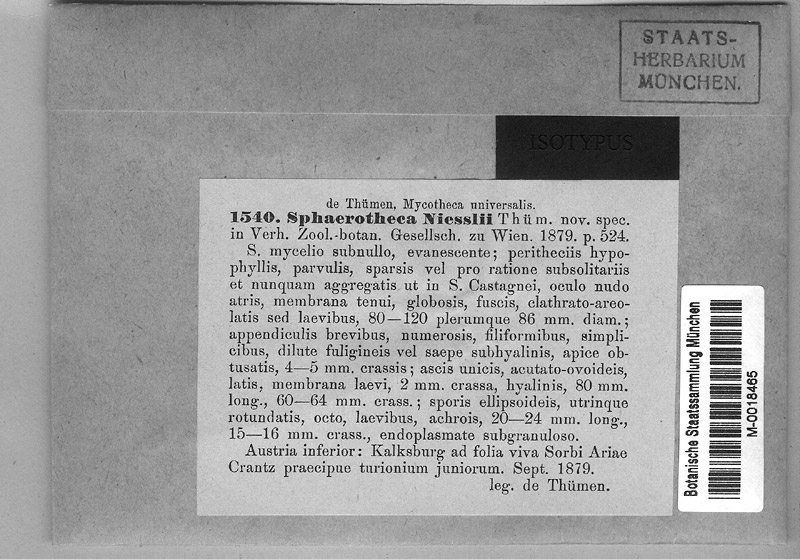 STAATS-
HERBARIUM
MÜNCHEN.
ISOTYPUS
de Thümen, Mycotheca universalis.
1540. Sphaerotheca Niesslii Thüm. nov. spec.
in Verh. Zool.-botan. Gesellsch. zu Wien. 1879. p. 524.
S. mycelio subnullo, evanescente; peritheciis hypo-
phyllis, parvulis, sparsis vel pro ratione subsolitariis
et nunquam aggregatis ut in S. Castagnei, oculo nudo
atris, membrana tenui, globosis, fuscis, clathrato-areo-
latis sed laevibus, 80—120 plerumque 86 mm. diam.;
appendiculis brevibus, numerosis, filiformibus, simpli-
cibus, dilute fuligineis vel saepe subhyalinis, apice ob-
tusatis, 4—5 mm. crassis; ascis unicis, acutato-ovoideis,
latis, membrana laevi, 2 mm. crassa, hyalinis, 80 mm.
long., 60—64 mm. crass.; sporis ellipsoideis, utrinque
rotundatis, octo, laevibus, achrois, 20—24 mm. long.,
15—16 mm. crass., endoplasmate subgranuloso.
Austria inferior: Kalksburg ad folia viva Sorbi Ariae
Crantz praecipue turionium juniorum. Sept. 1879.
leg. de Thümen.
Botanische Staatssammlung München
M-0018465